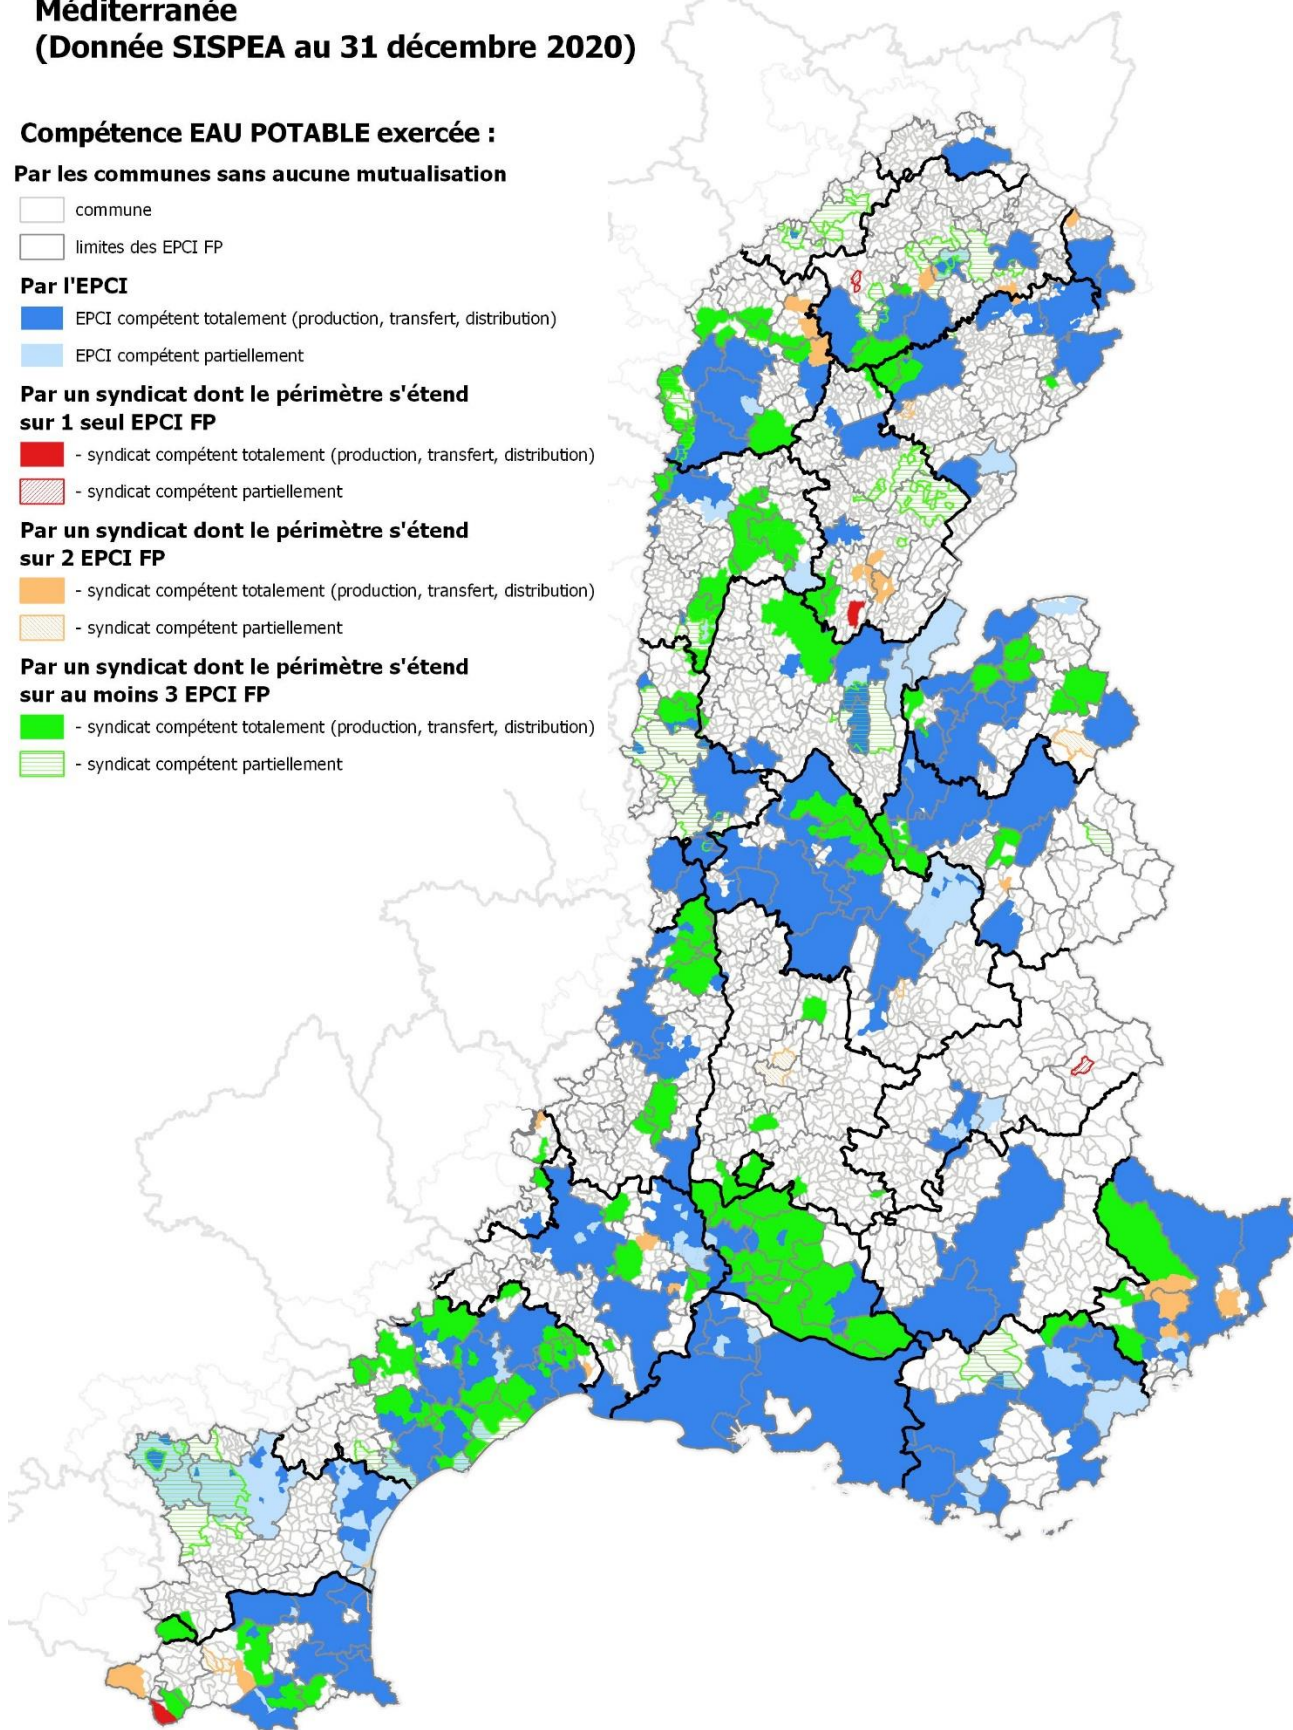 Méditerranée
(Donnée SISPEA au 31 décembre 2020)
Compétence EAU POTABLE exercée :
Par les communes sans aucune mutualisation
commune
limites des EPCI FP
Par l'EPCI
EPCI compétent totalement (production, transfert, distribution)
EPCI compétent partiellement
Par un syndicat dont le périmètre s'étend
sur 1 seul EPCI FP
- syndicat compétent totalement (production, transfert, distribution)
- syndicat compétent partiellement
Par un syndicat dont le périmètre s'étend
sur 2 EPCI FP
- syndicat compétent totalement (production, transfert, distribution)
- syndicat compétent partiellement
Par un syndicat dont le périmètre s'étend
sur au moins 3 EPCI FP
- syndicat compétent totalement (production, transfert, distribution)
- syndicat compétent partiellement